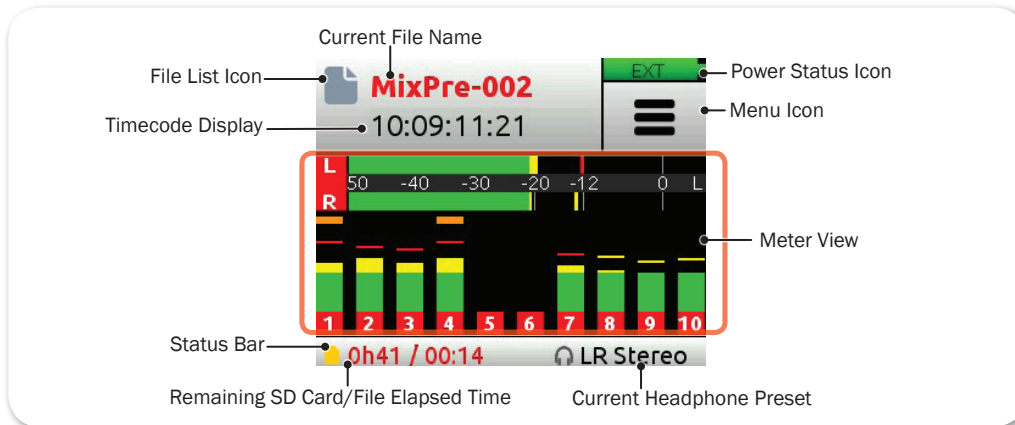 Current File Name
File List Icon
EXT
Power Status Icon
MixPre-002
Menu Icon
Timecode Display
10:09:11:21
L
50 -40 -30 -20 -12 0 L
R
Meter View
1 2 3 4 5 6 7 8 9 10
Status Bar
0h41 / 00:14 LR Stereo
Remaining SD Card/File Elapsed Time
Current Headphone Preset